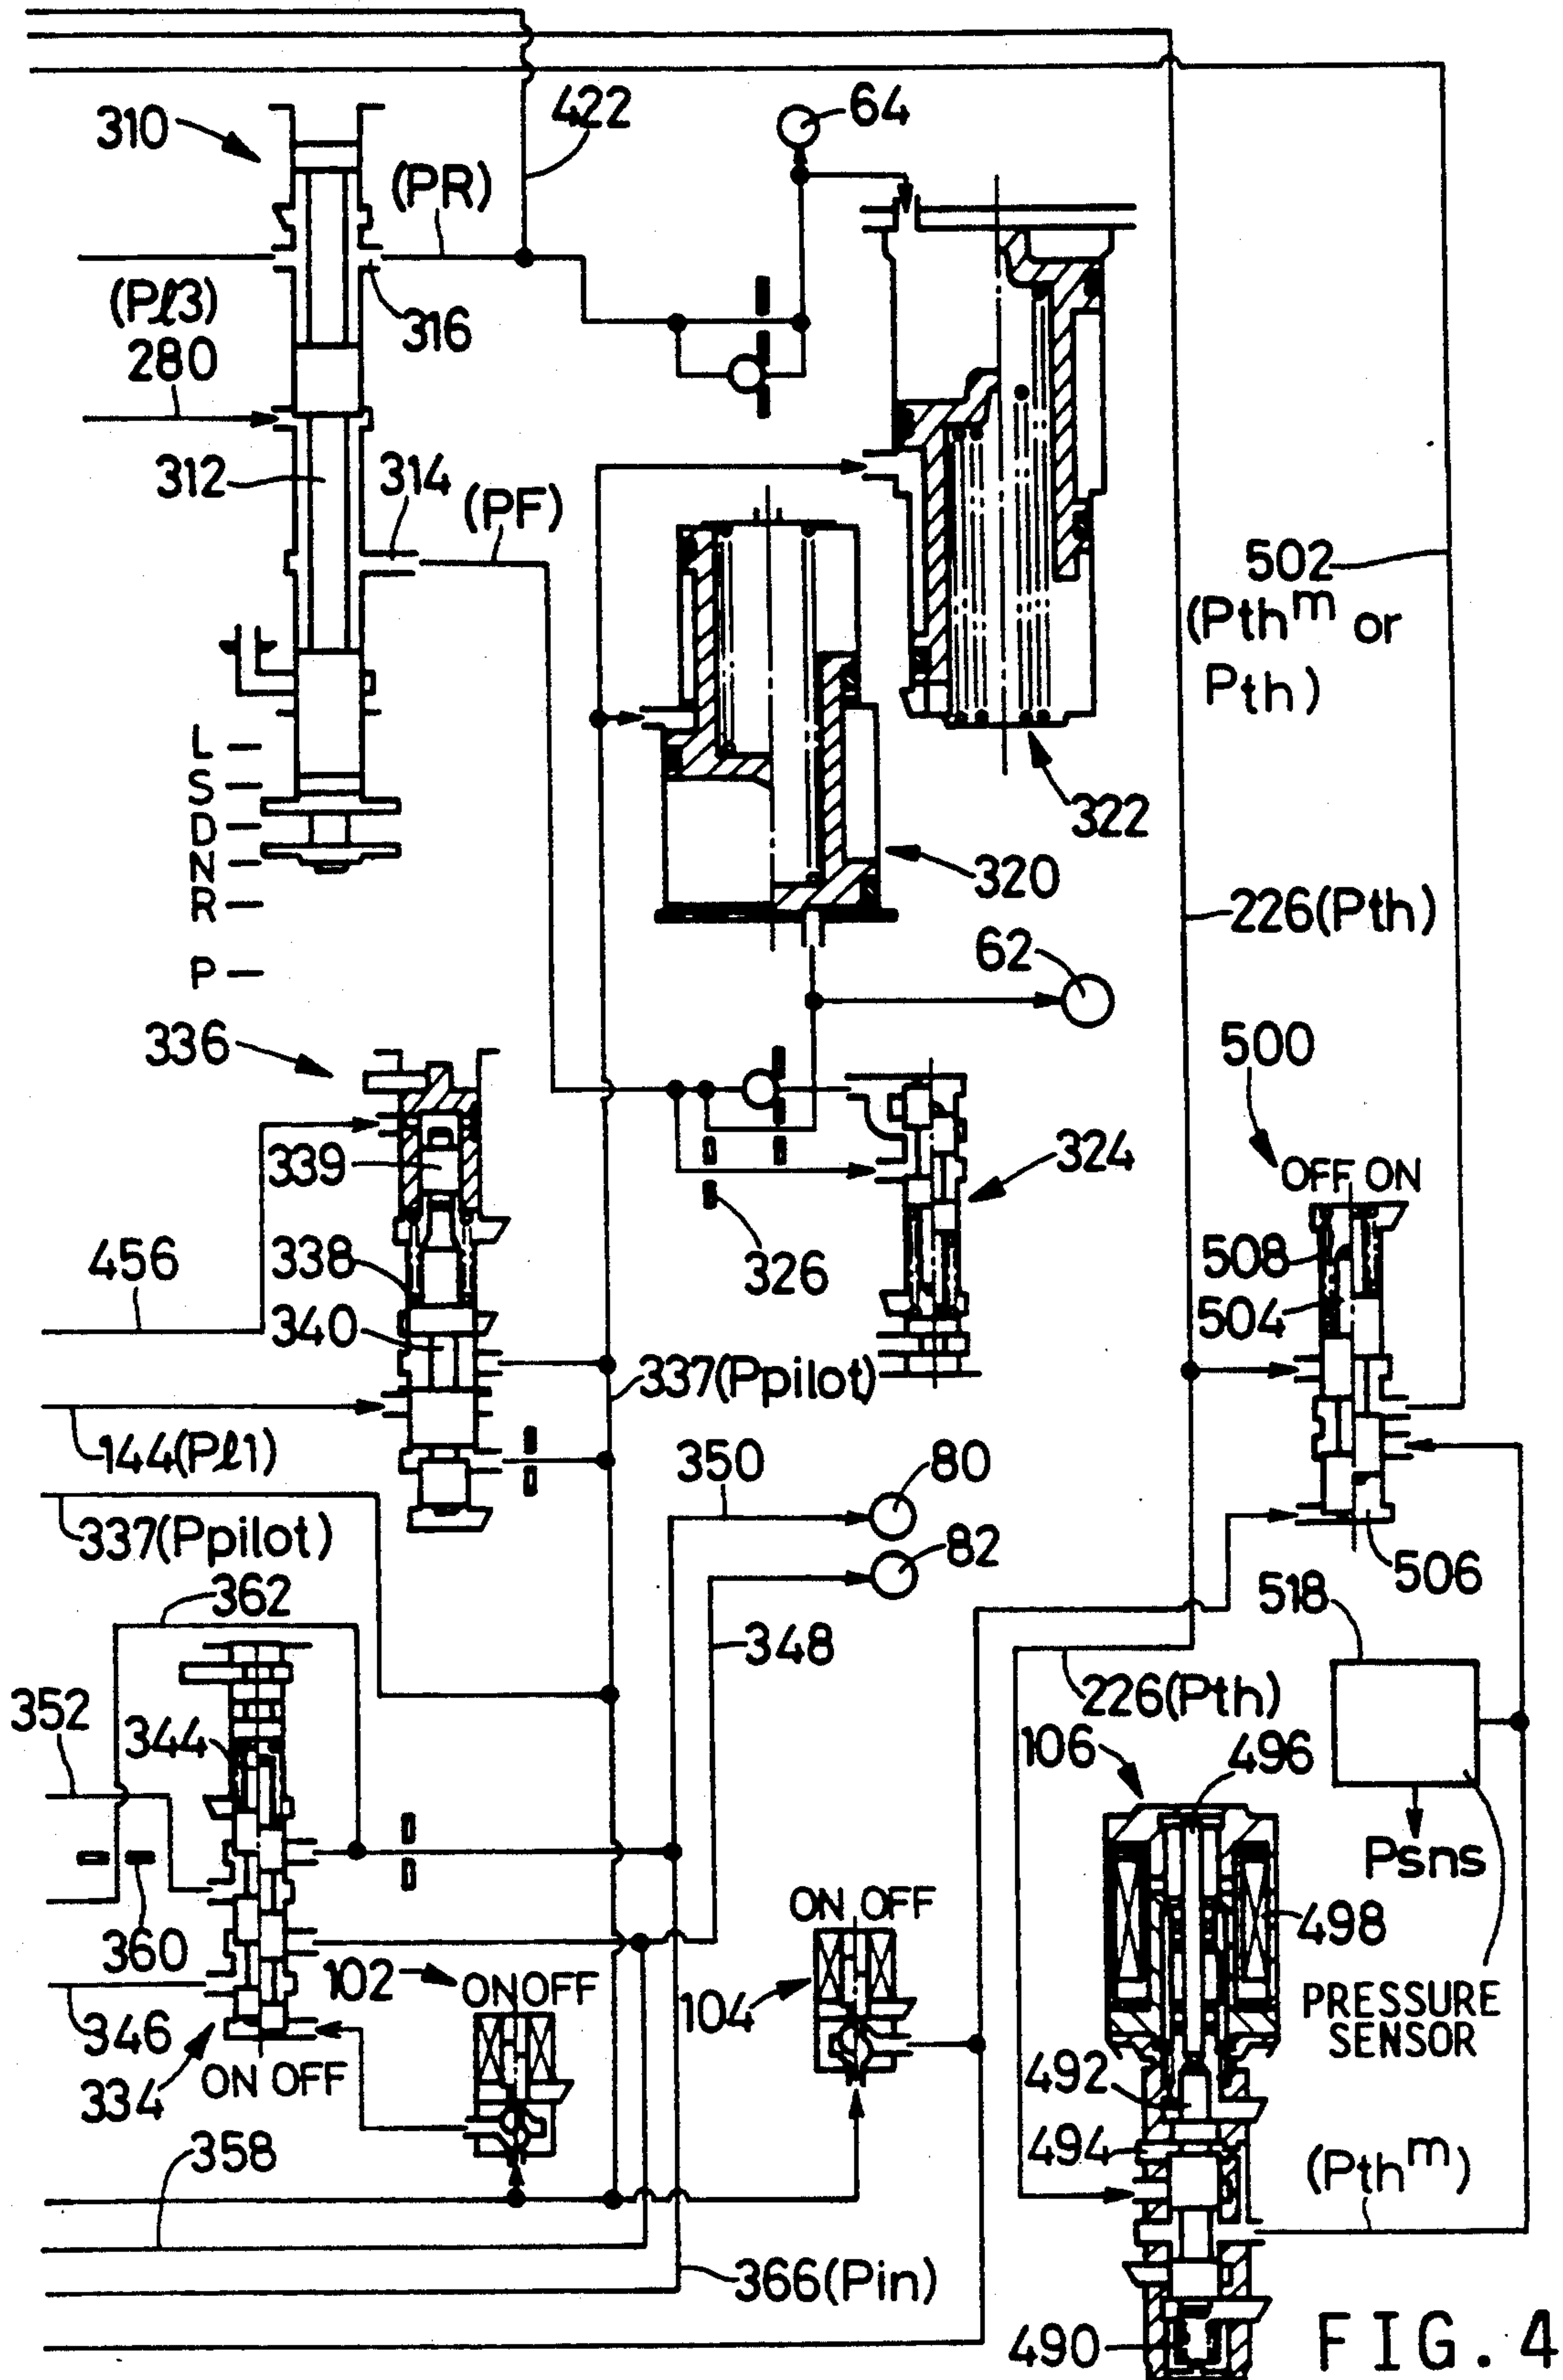 64
422
310
(PR)
(Pℓ3)
280
316
312
314
(PF)
502
(Pthᵐ or
Pth)
L
S
D
N
R
P
322
320
226(Pth)
62
336
500
OFF ON
339
324
456
338
326
508
340
504
337(Ppilot)
144(Pℓ1)
350
80
337(Ppilot)
82
506
362
518
348
352
226(Pth)
344
106
496
Psns
ON OFF
498
360
102
ON OFF
104
PRESSURE
SENSOR
346
334
ON OFF
492
494
358
(Pthᵐ)
366(Pin)
490
FIG. 4